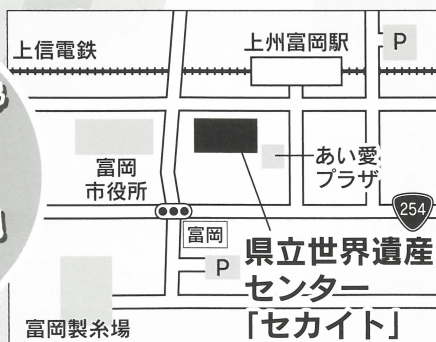 上信電鉄
上州富岡駅
P
富岡
市役所
あい愛
プラザ
254
富岡
P
県立世界遺産
センター
「セカイト」
富岡製糸場